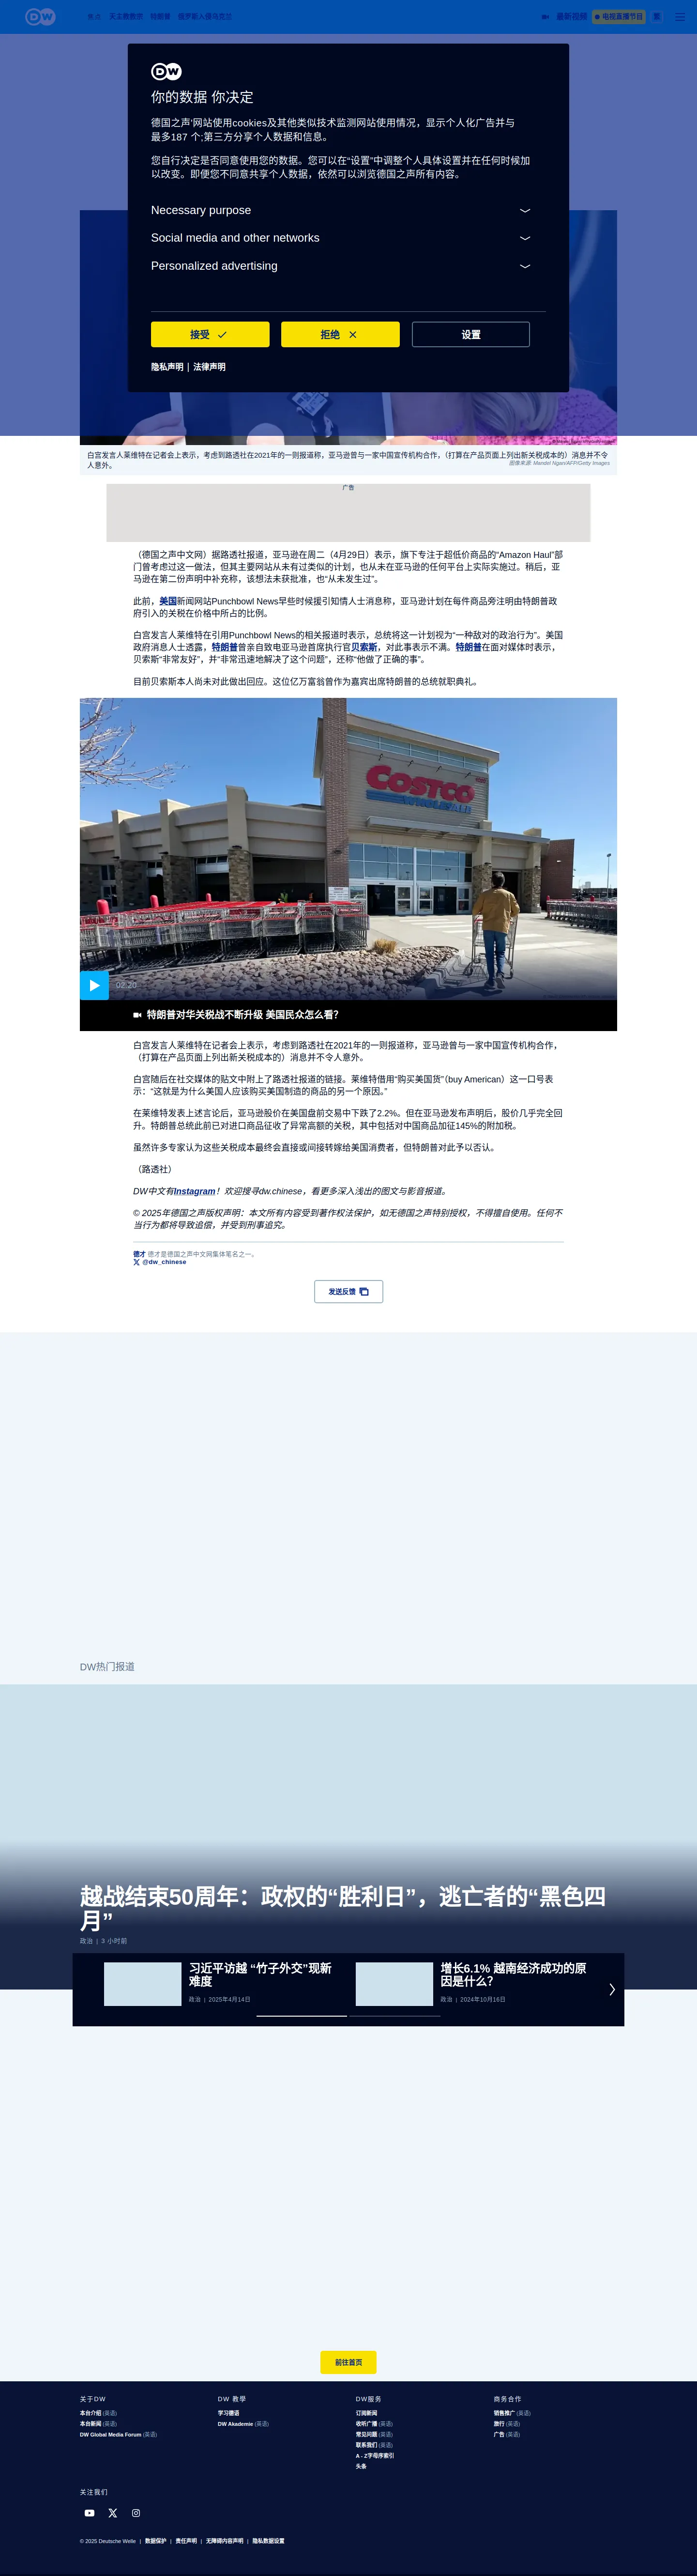 DW
焦点
天主教教宗
特朗普
俄罗斯入侵乌克兰
最新视频
电视直播节目
繁
DW
你的数据 你决定
德国之声'网站使用cookies及其他类似技术监测网站使用情况，显示个人化广告并与
最多187 个;第三方分享个人数据和信息。
您自行决定是否同意使用您的数据。您可以在“设置”中调整个人具体设置并在任何时候加
以改变。即便您不同意共享个人数据，依然可以浏览德国之声所有内容。
Necessary purpose
Social media and other networks
Personalized advertising
接受
拒绝
设置
隐私声明 | 法律声明
白宫发言人莱维特在记者会上表示，考虑到路透社在2021年的一则报道称，亚马逊曾与一家中国宣传机构合作，（打算在产品页面上列出新关税成本的）消息并不令
人意外。
图像来源: Mandel Ngan/AFP/Getty Images
广告
（德国之声中文网）据路透社报道，亚马逊在周二（4月29日）表示，旗下专注于超低价商品的“Amazon Haul”部
门曾考虑过这一做法，但其主要网站从未有过类似的计划，也从未在亚马逊的任何平台上实际实施过。稍后，亚
马逊在第二份声明中补充称，该想法未获批准，也“从未发生过”。
此前，美国新闻网站Punchbowl News早些时候援引知情人士消息称，亚马逊计划在每件商品旁注明由特朗普政
府引入的关税在价格中所占的比例。
白宫发言人莱维特在引用Punchbowl News的相关报道时表示，总统将这一计划视为“一种敌对的政治行为”。美国
政府消息人士透露，特朗普曾亲自致电亚马逊首席执行官贝索斯，对此事表示不满。特朗普在面对媒体时表示，
贝索斯“非常友好”，并“非常迅速地解决了这个问题”，还称“他做了正确的事”。
目前贝索斯本人尚未对此做出回应。这位亿万富翁曾作为嘉宾出席特朗普的总统就职典礼。
COSTCO
WHOLESALE
02:20
特朗普对华关税战不断升级 美国民众怎么看？
白宫发言人莱维特在记者会上表示，考虑到路透社在2021年的一则报道称，亚马逊曾与一家中国宣传机构合作，
（打算在产品页面上列出新关税成本的）消息并不令人意外。
白宫随后在社交媒体的贴文中附上了路透社报道的链接。莱维特借用“购买美国货”（buy American）这一口号表
示：“这就是为什么美国人应该购买美国制造的商品的另一个原因。”
在莱维特发表上述言论后，亚马逊股价在美国盘前交易中下跌了2.2%。但在亚马逊发布声明后，股价几乎完全回
升。特朗普总统此前已对进口商品征收了异常高额的关税，其中包括对中国商品加征145%的附加税。
虽然许多专家认为这些关税成本最终会直接或间接转嫁给美国消费者，但特朗普对此予以否认。
（路透社）
DW中文有Instagram！欢迎搜寻dw.chinese，看更多深入浅出的图文与影音报道。
© 2025年德国之声版权声明：本文所有内容受到著作权法保护，如无德国之声特别授权，不得擅自使用。任何不
当行为都将导致追偿，并受到刑事追究。
德才 德才是德国之声中文网集体笔名之一。
@dw_chinese
发送反馈
DW热门报道
越战结束50周年：政权的“胜利日”，逃亡者的“黑色四
月”
政治 | 3 小时前
习近平访越 “竹子外交”现新
难度
政治 | 2025年4月14日
增长6.1% 越南经济成功的原
因是什么？
政治 | 2024年10月16日
前往首页
关于DW
本台介绍 (英语)
本台新闻 (英语)
DW Global Media Forum (英语)
DW 教學
学习德语
DW Akademie (英语)
DW服务
订阅新闻
收听广播 (英语)
常见问题 (英语)
联系我们 (英语)
A - Z字母序索引
头条
商务合作
销售推广 (英语)
旅行 (英语)
广告 (英语)
关注我们
© 2025 Deutsche Welle | 数据保护 | 责任声明 | 无障碍内容声明 | 隐私数据设置